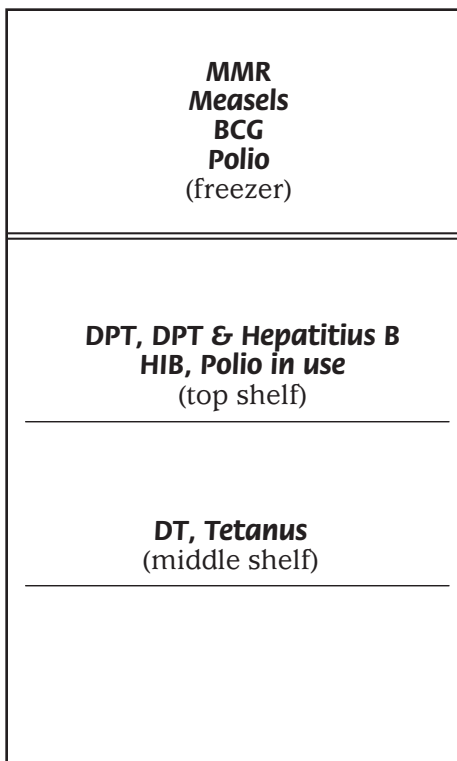 MMR
Measels
BCG
Polio
(freezer)
DPT, DPT & Hepatitius B
HIB, Polio in use
(top shelf)
DT, Tetanus
(middle shelf)